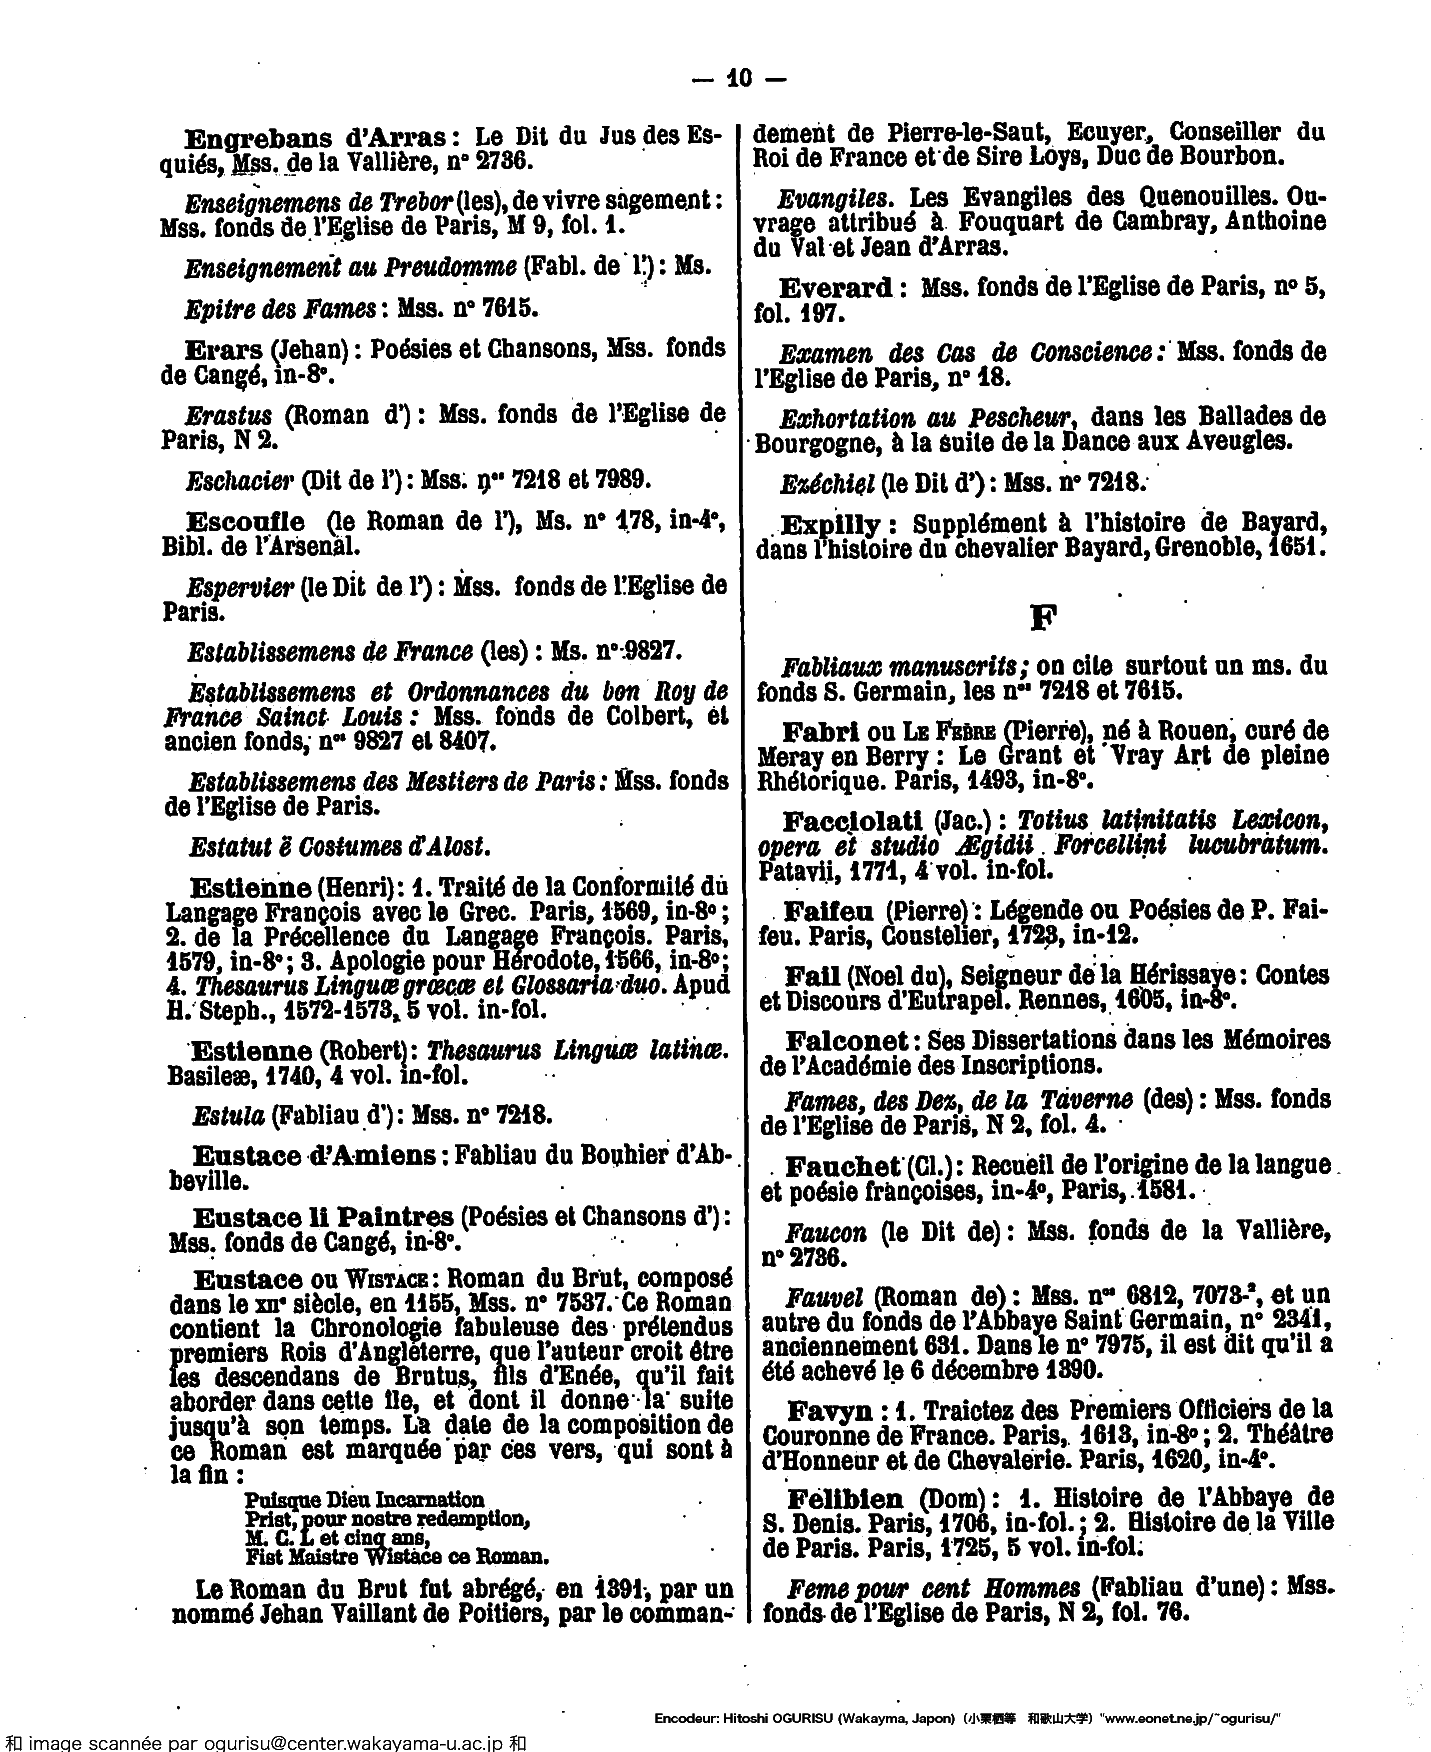 — 10 —
Engrebans d'Arras : Le Dit du Jus des Es-
quiés, Mss. de la Vallière, n° 2736.
Enseignemens de Trebor (les), de vivre sagement :
Mss. fonds de l'Eglise de Paris, M 9, fol. 1.
Enseignement au Preudomme (Fabl. de l') : Ms.
Epitre des Fames : Mss. n° 7615.
Erars (Jehan) : Poésies et Chansons, Mss. fonds
de Cangé, in-8°.
Erastus (Roman d') : Mss. fonds de l'Eglise de
Paris, N 2.
Eschacier (Dit de l') : Mss. nos 7218 et 7989.
Escoufle (le Roman de l'), Ms. n° 178, in-4°,
Bibl. de l'Arsenal.
Espervier (le Dit de l') : Mss. fonds de l'Eglise de
Paris.
Establissemens de France (les) : Ms. n° 9827.
Establissemens et Ordonnances du bon Roy de
France Sainct Louis : Mss. fonds de Colbert, et
ancien fonds, nos 9827 et 8407.
Establissemens des Mestiers de Paris : Mss. fonds
de l'Eglise de Paris.
Estatut ë Costumes d'Alost.
Estienne (Henri) : 1. Traité de la Conformité du
Langage François avec le Grec. Paris, 1569, in-8° ;
2. de la Précellence du Langage François. Paris,
1579, in-8° ; 3. Apologie pour Hérodote, 1566, in-8° ;
4. Thesaurus Linguæ græcæ et Glossaria duo. Apud
H. Steph., 1572-1573, 5 vol. in-fol.
Estienne (Robert) : Thesaurus Linguæ latinæ.
Basileæ, 1740, 4 vol. in-fol.
Estula (Fabliau d') : Mss. n° 7218.
Eustace d'Amiens : Fabliau du Bouhier d'Ab-
beville.
Eustace li Paintres (Poésies et Chansons d') :
Mss. fonds de Cangé, in-8°.
Eustace ou WISTACE : Roman du Brut, composé
dans le XIIe siècle, en 1155, Mss. n° 7537. Ce Roman
contient la Chronologie fabuleuse des prétendus
premiers Rois d'Angleterre, que l'auteur croit être
les descendans de Brutus, fils d'Enée, qu'il fait
aborder dans cette Ile, et dont il donne la suite
jusqu'à son temps. La date de la composition de
ce Roman est marquée par ces vers, qui sont à
la fin :
Puisque Dieu Incarnation
Prist, pour nostre redemption,
M. C. L et cinq ans,
Fist Maistre Wistace ce Roman.
Le Roman du Brut fut abrégé, en 1391, par un
nommé Jehan Vaillant de Poitiers, par le comman-
dement de Pierre-le-Saut, Ecuyer, Conseiller du
Roi de France et de Sire Loys, Duc de Bourbon.
Evangiles. Les Evangiles des Quenouilles. Ou-
vrage attribué à Fouquart de Cambray, Anthoine
du Val et Jean d'Arras.
Everard : Mss. fonds de l'Eglise de Paris, n° 5,
fol. 197.
Examen des Cas de Conscience : Mss. fonds de
l'Eglise de Paris, n° 18.
Exhortation au Pescheur, dans les Ballades de
Bourgogne, à la suite de la Dance aux Aveugles.
Ezéchiel (le Dit d') : Mss. n° 7218.
Expilly : Supplément à l'histoire de Bayard,
dans l'histoire du chevalier Bayard, Grenoble, 1651.
F
Fabliaux manuscrits ; on cite surtout un ms. du
fonds S. Germain, les nos 7218 et 7615.
Fabri ou LE FEBRE (Pierre), né à Rouen, curé de
Meray en Berry : Le Grant et Vray Art de pleine
Rhétorique. Paris, 1493, in-8°.
Facciolati (Jac.) : Totius latinitatis Lexicon,
opera et studio Ægidii Forcellini lucubratum.
Patavii, 1771, 4 vol. in-fol.
Faifeu (Pierre) : Légende ou Poésies de P. Fai-
feu. Paris, Coustelier, 1723, in-12.
Fail (Noel du), Seigneur de la Hérissaye : Contes
et Discours d'Eutrapel. Rennes, 1605, in-8°.
Falconet : Ses Dissertations dans les Mémoires
de l'Académie des Inscriptions.
Fames, des Dez, de la Taverne (des) : Mss. fonds
de l'Eglise de Paris, N 2, fol. 4.
Fauchet (Cl.) : Recueil de l'origine de la langue
et poésie françoises, in-4°, Paris, 1581.
Faucon (le Dit de) : Mss. fonds de la Vallière,
n° 2736.
Fauvel (Roman de) : Mss. nos 6812, 7073-2, et un
autre du fonds de l'Abbaye Saint Germain, n° 2341,
anciennement 631. Dans le n° 7975, il est dit qu'il a
été achevé le 6 décembre 1390.
Favyn : 1. Traictez des Premiers Officiers de la
Couronne de France. Paris, 1613, in-8° ; 2. Théâtre
d'Honneur et de Chevalerie. Paris, 1620, in-4°.
Félibien (Dom) : 1. Histoire de l'Abbaye de
S. Denis. Paris, 1706, in-fol. ; 2. Histoire de la Ville
de Paris. Paris, 1725, 5 vol. in-fol.
Feme pour cent Hommes (Fabliau d'une) : Mss.
fonds de l'Eglise de Paris, N 2, fol. 76.
Encodeur: Hitoshi OGURISU (Wakayma, Japon) (小栗栖等 和歌山大学) "www.eonet.ne.jp/~ogurisu/"
和 image scannée par ogurisu@center.wakayama-u.ac.jp 和